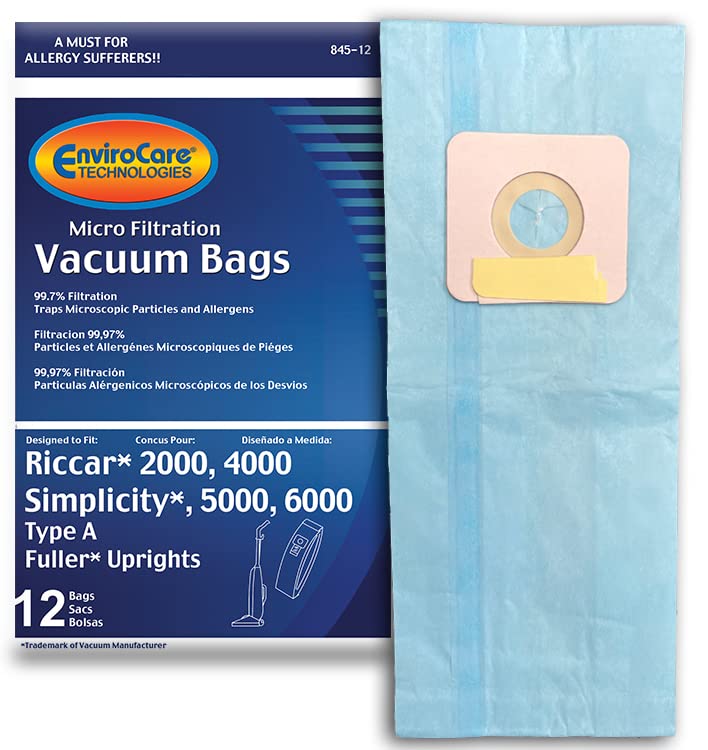 A MUST FOR
ALLERGY SUFFERERS!!
845-12
EnviroCare
TECHNOLOGIES
Micro Filtration
Vacuum Bags
99.7% Filtration
Traps Microscopic Particles and Allergens
Filtracion 99,97%
Particles et Allergénes Microscopiques de Piéges
99,97% Filtración
Particulas Alérgenicos Microscópicos de los Desvios
Designed to Fit: Concus Pour: Diseñado a Medida:
Riccar* 2000, 4000
Simplicity*, 5000, 6000
Type A
Fuller* Uprights
12 Bags
Sacs
Bolsas
*Trademark of Vacuum Manufacturer